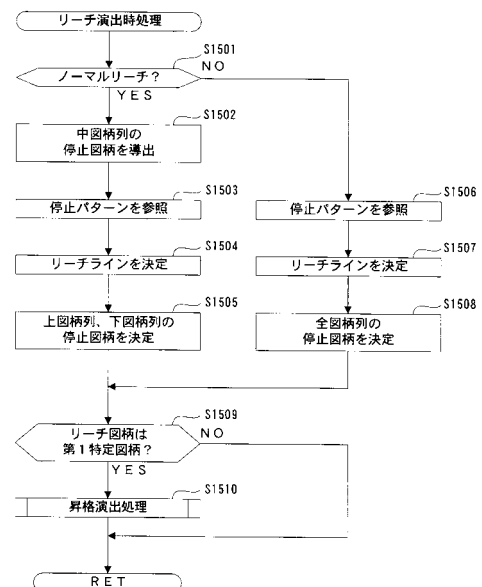 リーチ演出時処理
S1501
ノーマルリーチ？
NO
YES
S1502
中図柄列の
停止図柄を導出
S1503
停止パターンを参照
S1504
リーチラインを決定
S1505
上図柄列、下図柄列の
停止図柄を決定
S1506
停止パターンを参照
S1507
リーチラインを決定
S1508
全図柄列の
停止図柄を決定
S1509
リーチ図柄は
第１特定図柄？
NO
YES
S1510
昇格演出処理
RET